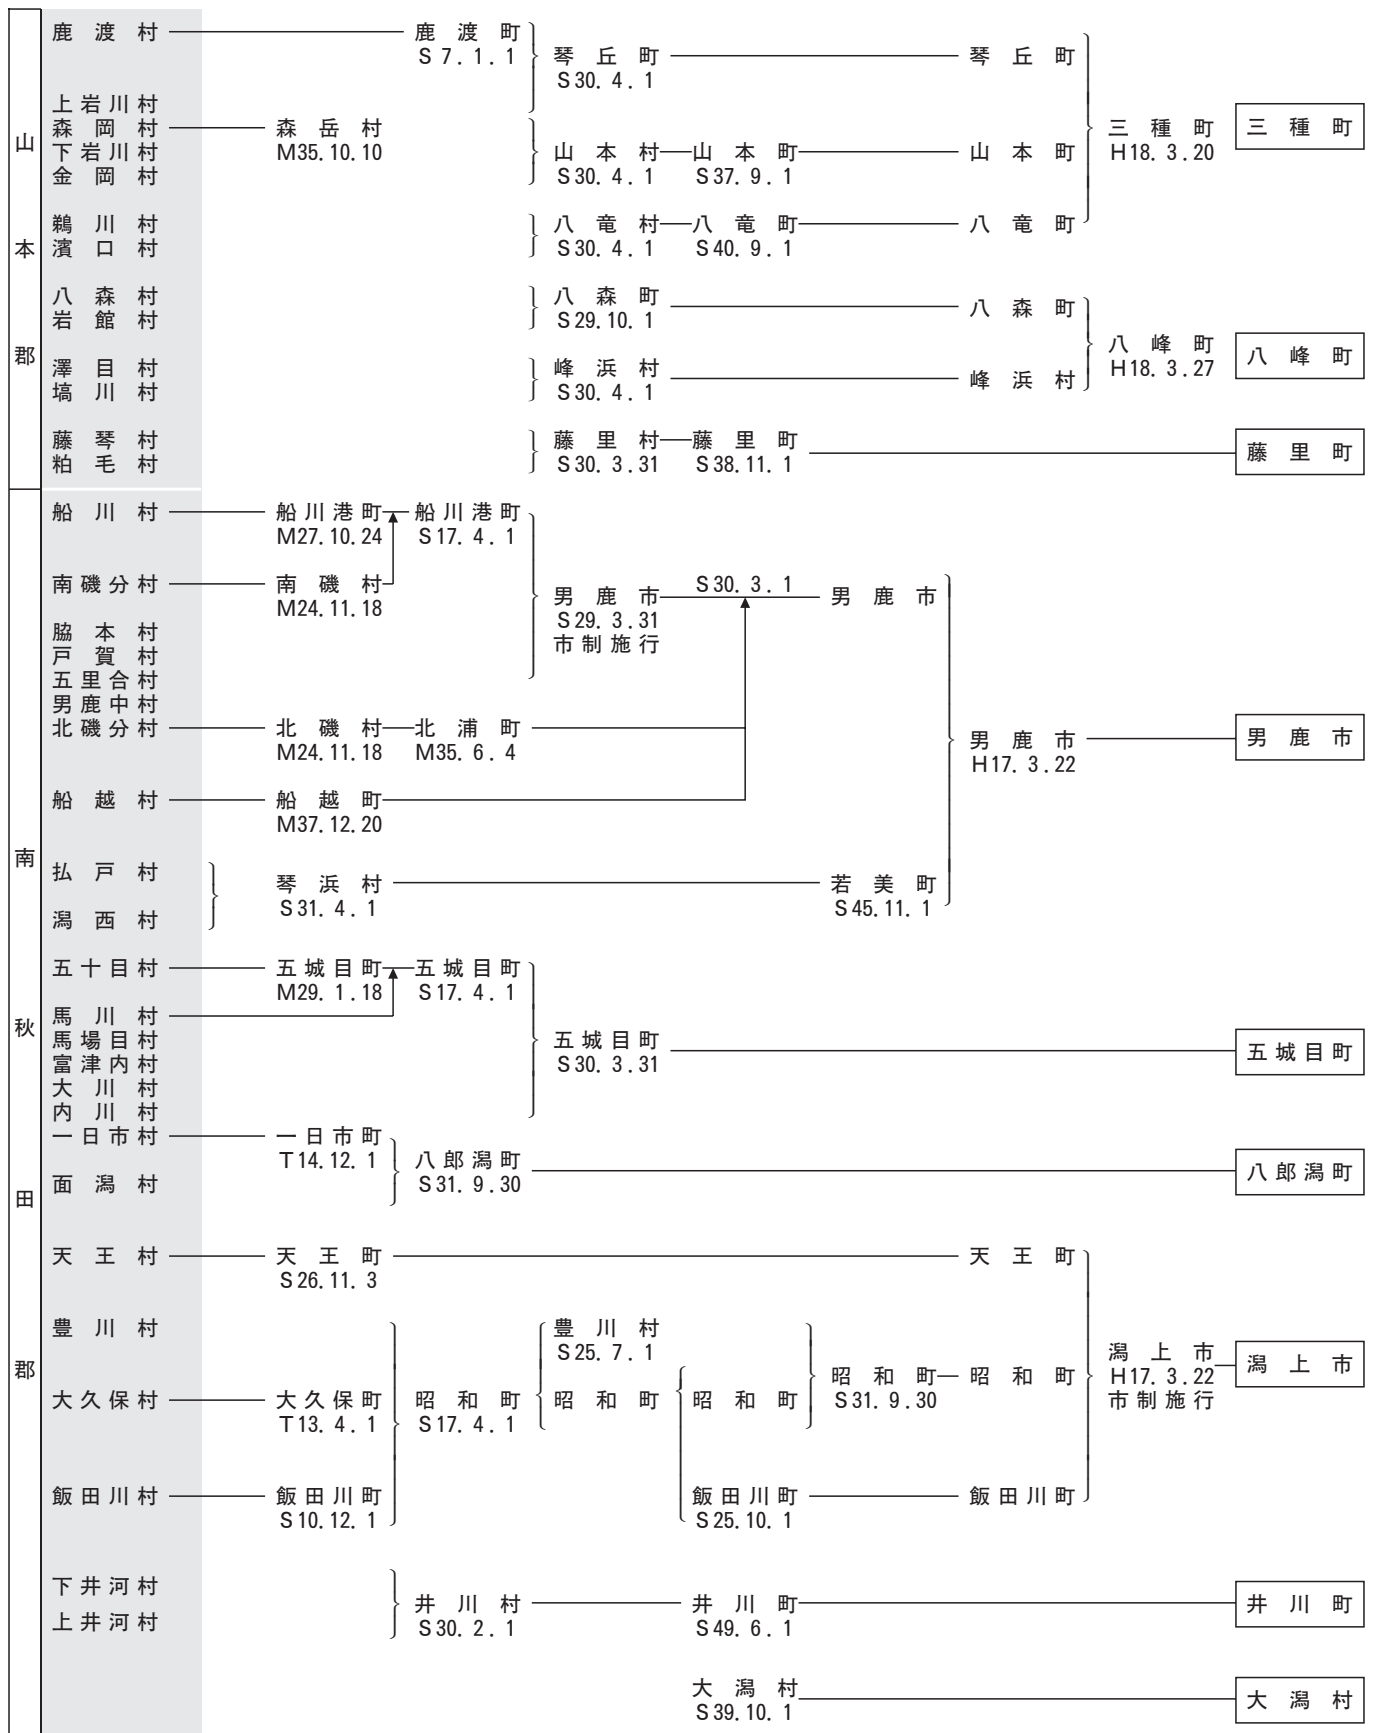 山本郡
鹿渡村 鹿渡町 琴丘町 琴丘町
S7.1.1 S30.4.1
上岩川村
森岡村 森岳村 三種町 三種町
下岩川村 M35.10.10 山本村 山本町 山本町 H18.3.20
金岡村 S30.4.1 S37.9.1
鵜川村 八竜村 八竜町 八竜町
濱口村 S30.4.1 S40.9.1
八森村 八森町 八森町
岩館村 S29.10.1
八峰町 八峰町
澤目村 峰浜村 峰浜村 H18.3.27
塙川村 S30.4.1
藤琴村 藤里村 藤里町 藤里町
粕毛村 S30.3.31 S38.11.1
南秋田郡
船川村 船川港町 船川港町
M27.10.24 S17.4.1
南磯分村 南磯村 男鹿市 S30.3.1 男鹿市
M24.11.18 S29.3.31
脇本村 市制施行
戸賀村
五里合村
男鹿中村
北磯分村 北磯村 北浦町 男鹿市 男鹿市
M24.11.18 M35.6.4 H17.3.22
船越村 船越町
M37.12.20
払戸村 琴浜村 若美町
潟西村 S31.4.1 S45.11.1
五十目村 五城目町 五城目町
M29.1.18 S17.4.1
馬川村
馬場目村 五城目町 五城目町
富津内村 S30.3.31
大川村
内川村
一日市村 一日市町
T14.12.1 八郎潟町 八郎潟町
面潟村 S31.9.30
天王村 天王町 天王町
S26.11.3
豊川村 豊川村
S25.7.1 潟上市 潟上市
昭和町 昭和町 H17.3.22
大久保村 大久保町 昭和町 昭和町 昭和町 S31.9.30 市制施行
T13.4.1 S17.4.1
飯田川村 飯田川町 飯田川町 飯田川町
S10.12.1 S25.10.1
下井河村 井川村 井川町 井川町
上井河村 S30.2.1 S49.6.1
大潟村 大潟村
S39.10.1